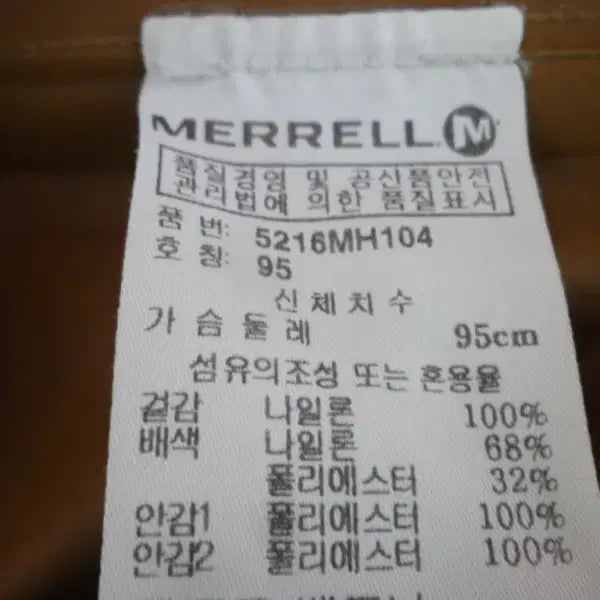 MERRELL M
품질경영 및 공산품안전
관리법에 의한 품질표시
품 번: 5216MH104
호 칭: 95
신체치수
가슴둘레 95cm
섬유의조성 또는 혼용율
겉감 나일론 100%
배색 나일론 68%
폴리에스터 32%
안감1 폴리에스터 100%
안감2 폴리에스터 100%